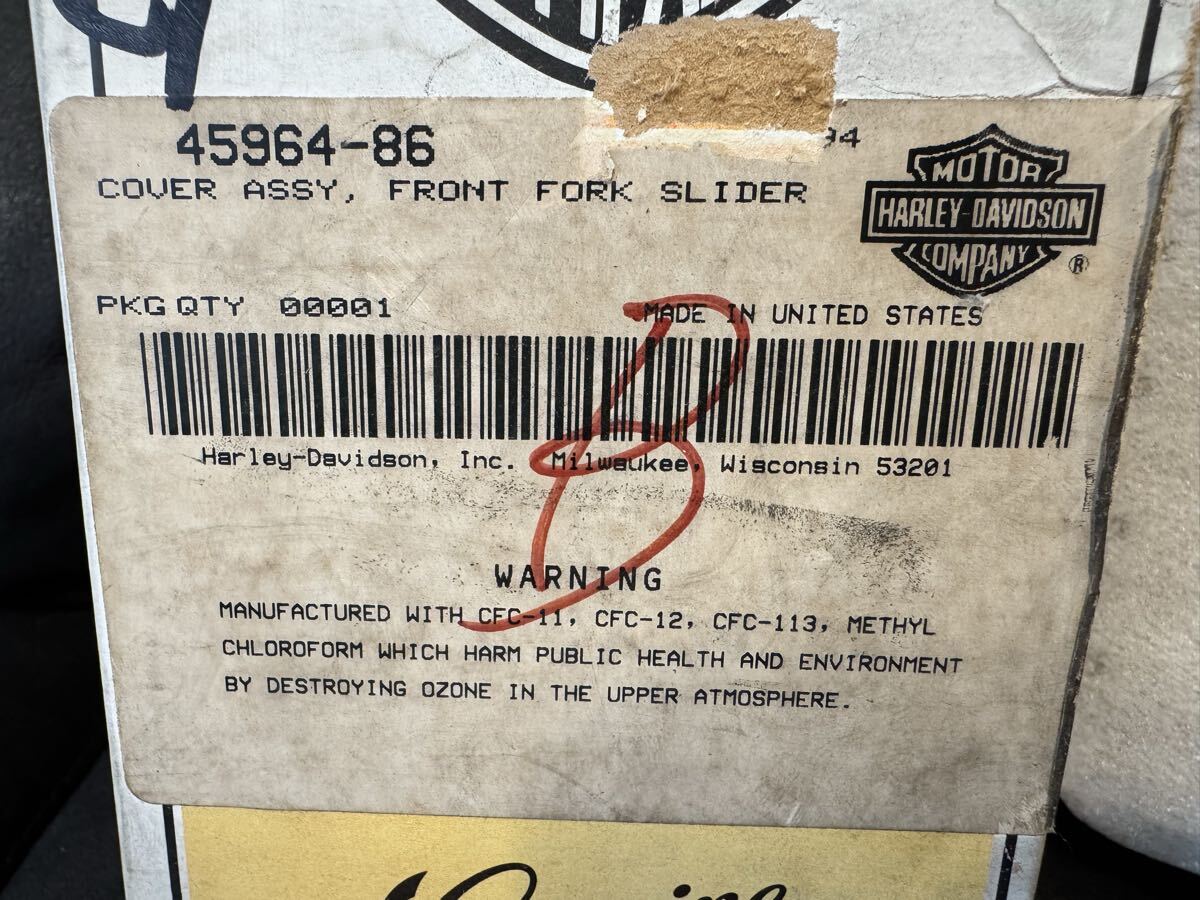 45964-86
94
COVER ASSY, FRONT FORK SLIDER
MOTOR
HARLEY-DAVIDSON
COMPANY
®
PKG QTY 00001
MADE IN UNITED STATES
B
Harley-Davidson, Inc. Milwaukee, Wisconsin 53201
WARNING
MANUFACTURED WITH CFC-11, CFC-12, CFC-113, METHYL
CHLOROFORM WHICH HARM PUBLIC HEALTH AND ENVIRONMENT
BY DESTROYING OZONE IN THE UPPER ATMOSPHERE.